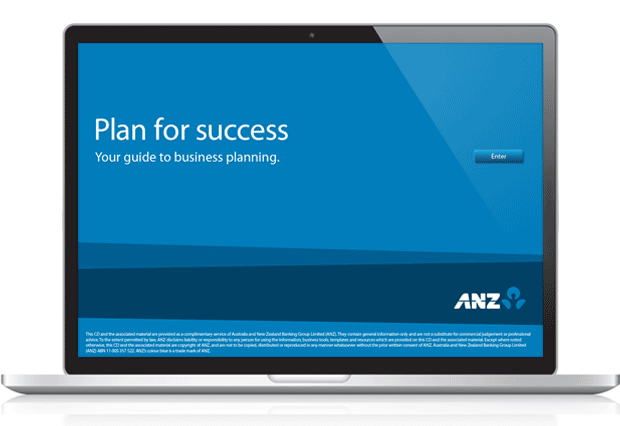 Plan for success
Your guide to business planning.
Enter
ANZ
This CD and the associated material are provided as a complimentary service of Australia and New Zealand Banking Group Limited (ANZ). They contain general information only and are not a substitute for commercial judgement or professional
advice. To the extent permitted by law, ANZ disclaims liability or responsibility to any person for using the information, business tools, templates and resources which are provided on this CD and the associated material. Except where noted
otherwise, this CD and the associated material are copyright of ANZ, and are not to be copied, distributed or reproduced in any manner whatsoever without the prior written consent of ANZ. Australia and New Zealand Banking Group Limited
(ANZ) ABN 11 005 357 522. ANZ's colour blue is a trade mark of ANZ.